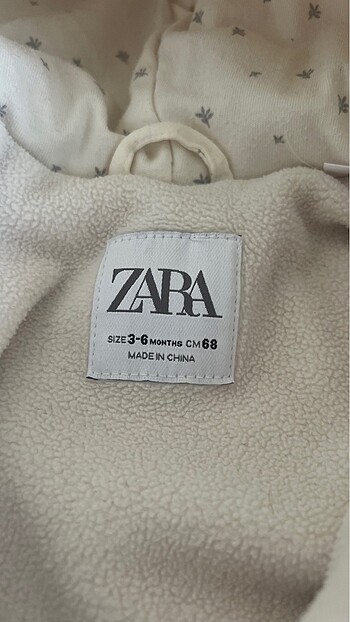 ZARA
SIZE 3-6 MONTHS CM 68
MADE IN CHINA